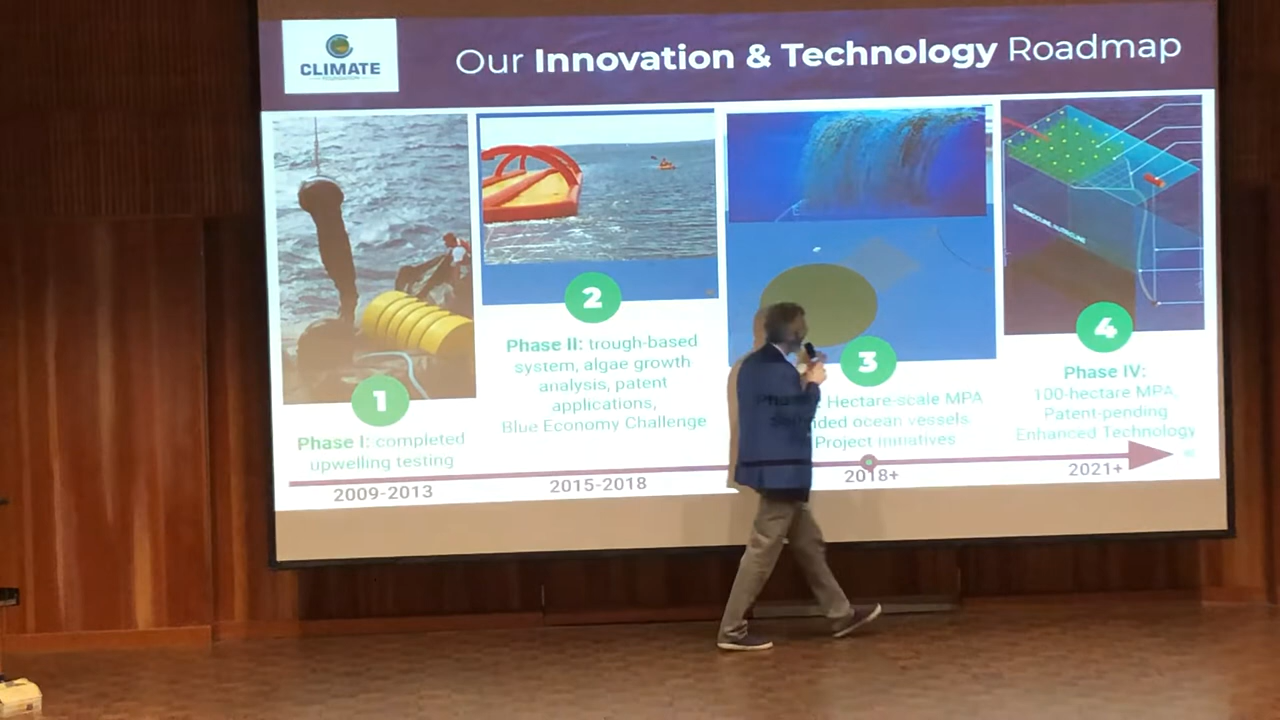 CLIMATE
FOUNDATION
Our Innovation & Technology Roadmap
THERMOCLINE, NUTRICLINE
1
Phase I: completed
upwelling testing
2009-2013
2
Phase II: trough-based
system, algae growth
analysis, patent
applications,
Blue Economy Challenge
2015-2018
3
Hectare-scale MPA
ocean vessels,
Project initiatives
2018+
4
Phase IV:
100-hectare MPA,
Patent-pending
Enhanced Technology
2021+